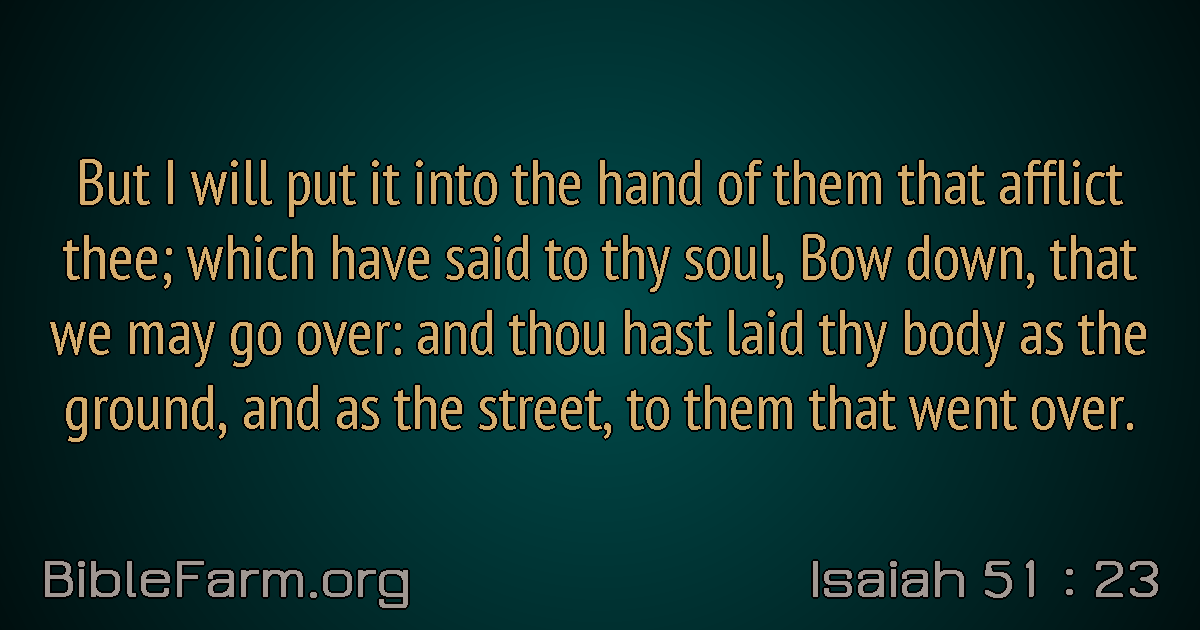 But I will put it into the hand of them that afflict
thee; which have said to thy soul, Bow down, that
we may go over: and thou hast laid thy body as the
ground, and as the street, to them that went over.
BibleFarm.org
Isaiah 51 : 23